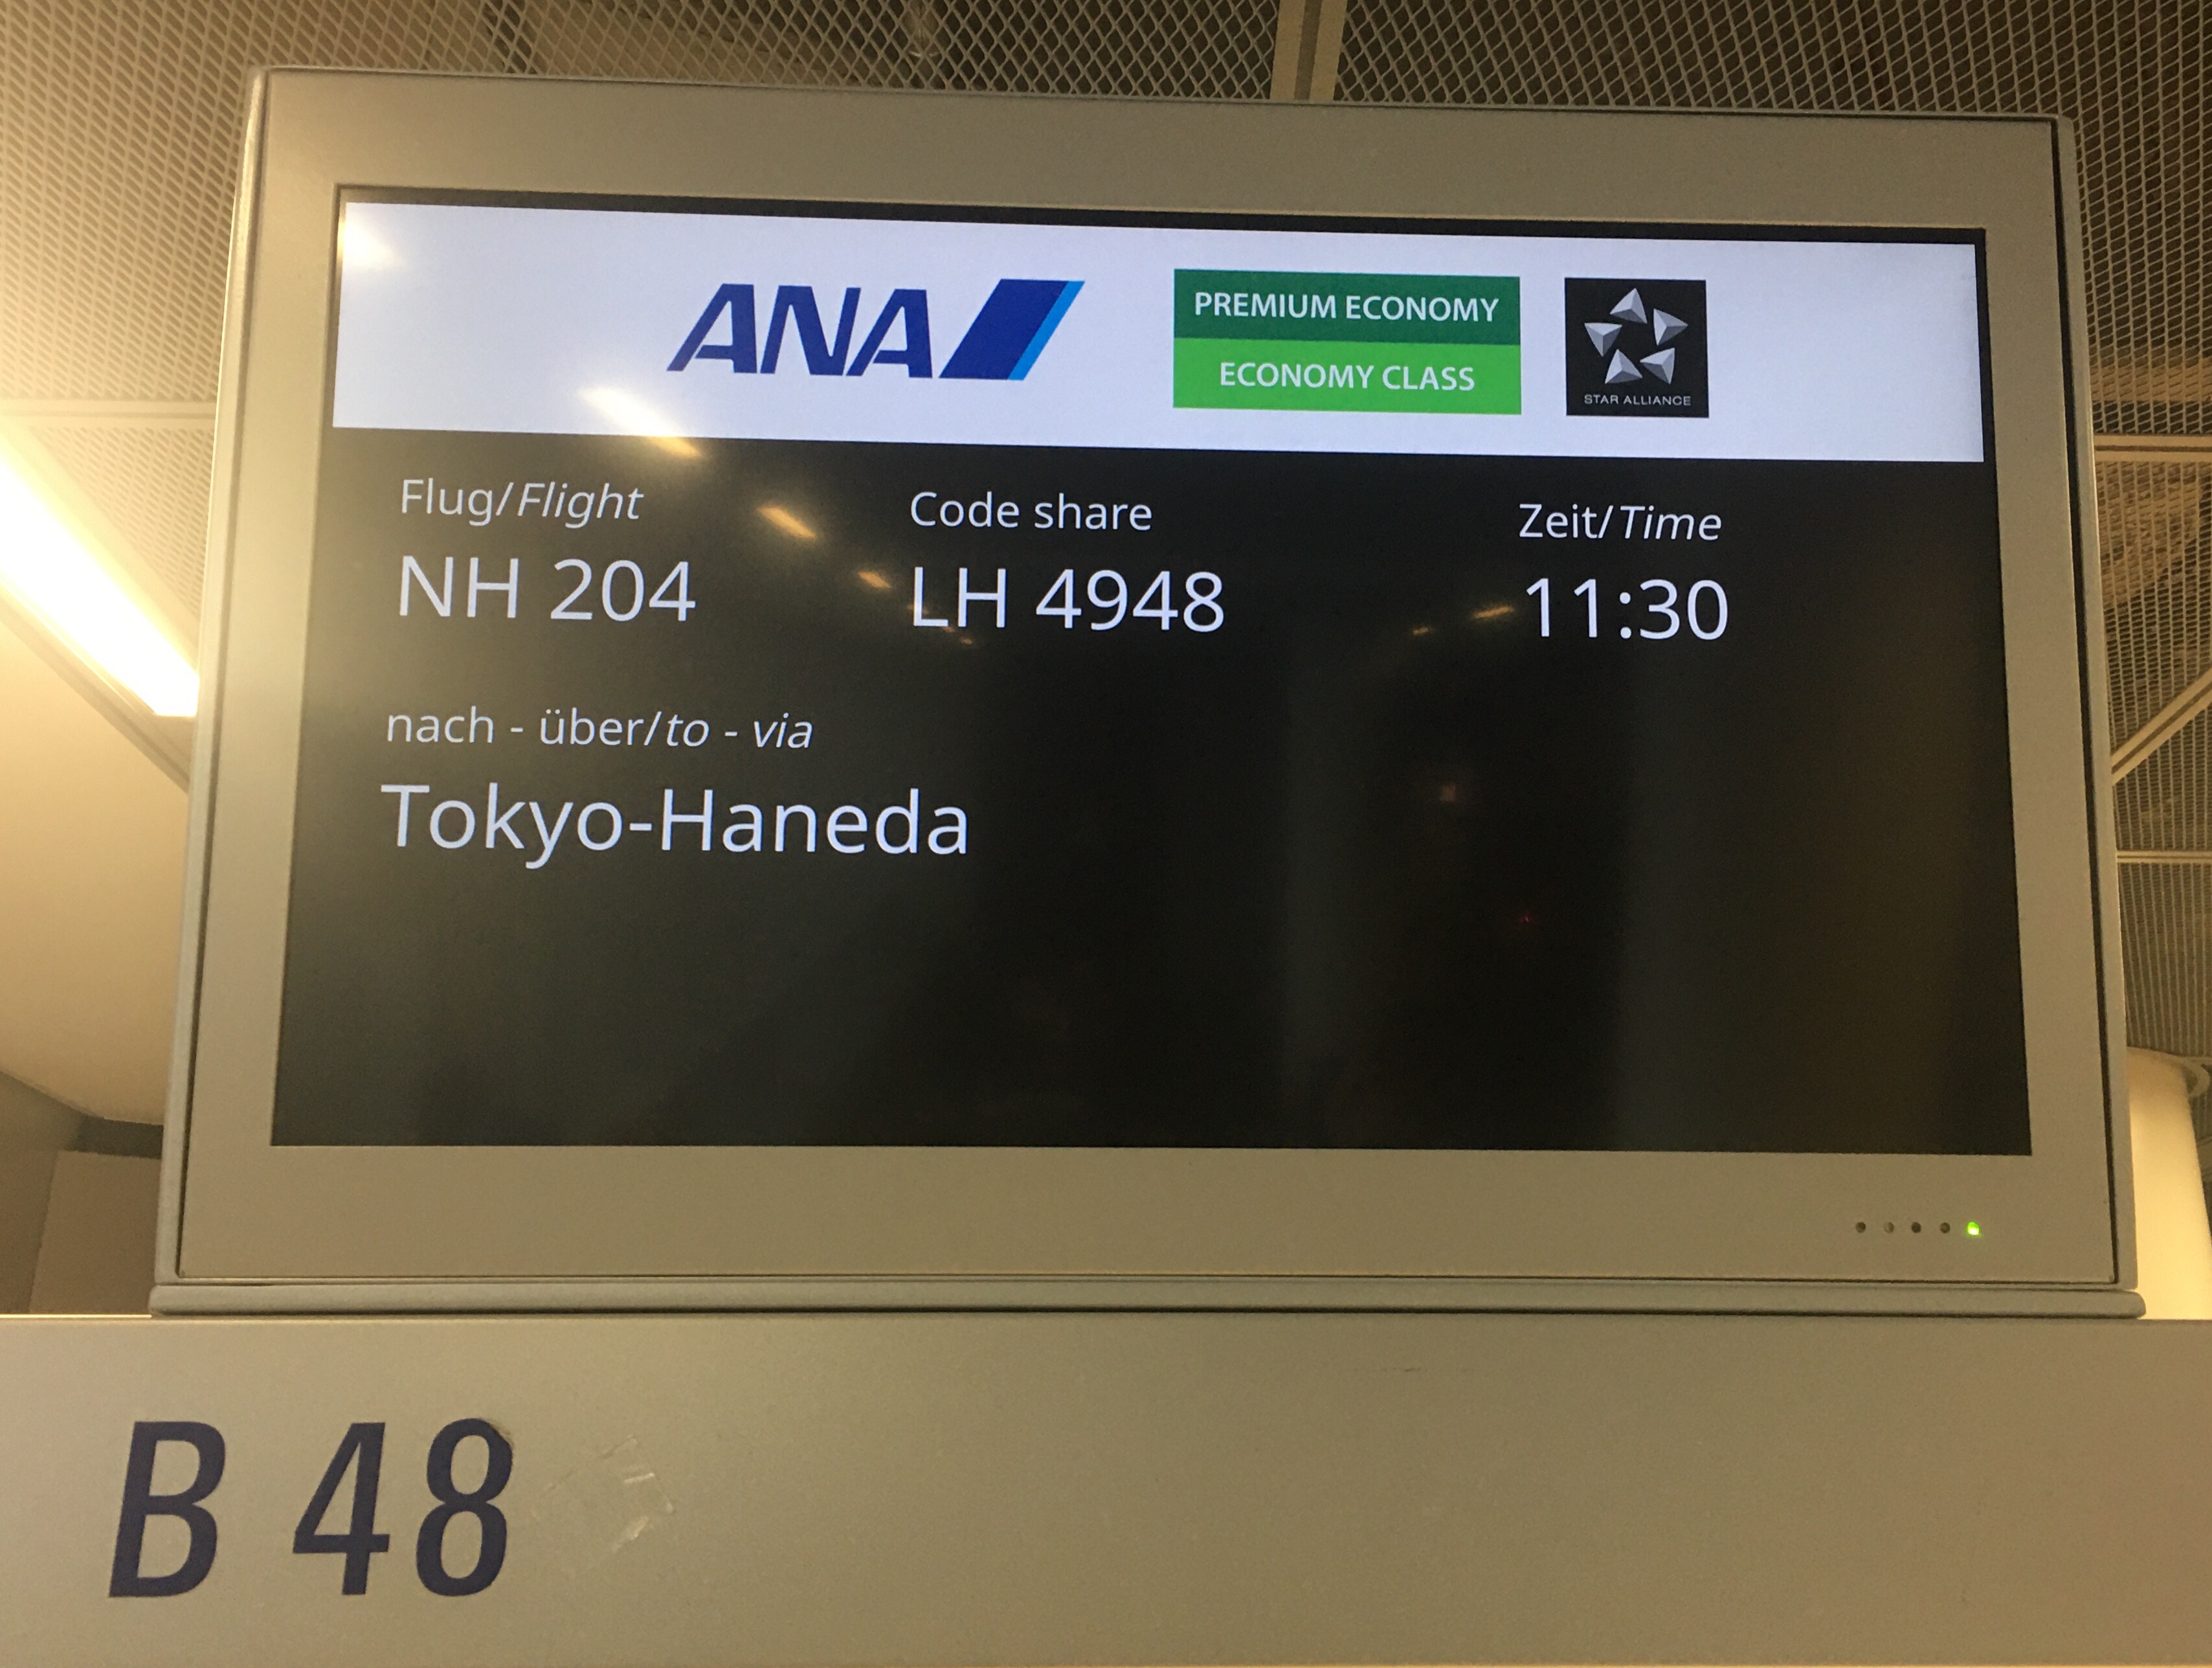 ANA
PREMIUM ECONOMY
ECONOMY CLASS
STAR ALLIANCE
Flug/Flight Code share Zeit/Time
NH 204 LH 4948 11:30
nach - über/to - via
Tokyo-Haneda
B 48